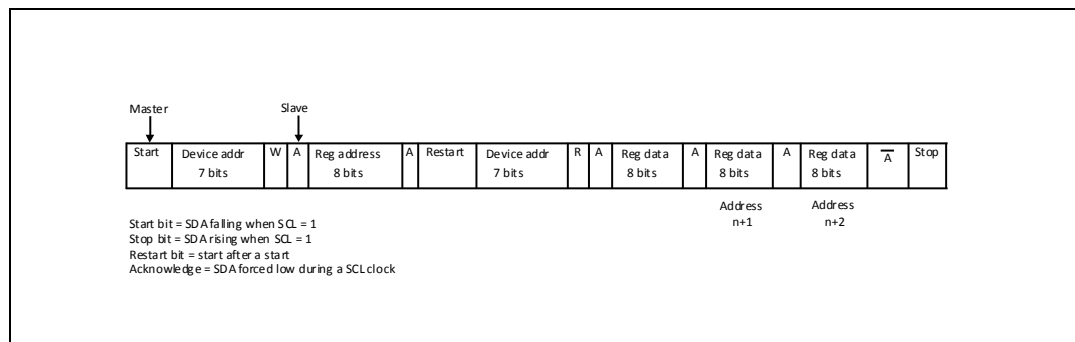 Master Slave
Start Device addr 7 bits W A Reg address 8 bits A Restart Device addr 7 bits R A Reg data 8 bits A Reg data 8 bits A Reg data 8 bits A̅ Stop
Address n+1 Address n+2
Start bit = SDA falling when SCL = 1
Stop bit = SDA rising when SCL = 1
Restart bit = start after a start
Acknowledge = SDA forced low during a SCL clock